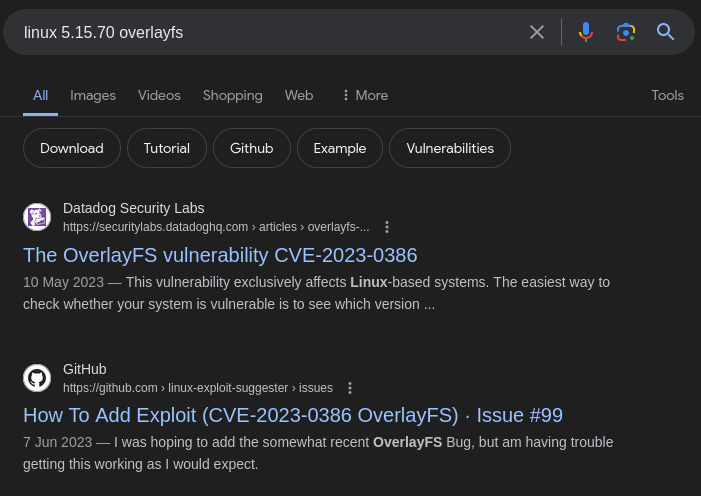 linux 5.15.70 overlayfs
All Images Videos Shopping Web More Tools
Download Tutorial Github Example Vulnerabilities
Datadog Security Labs
https://securitylabs.datadoghq.com › articles › overlayfs-...
The OverlayFS vulnerability CVE-2023-0386
10 May 2023 — This vulnerability exclusively affects Linux-based systems. The easiest way to
check whether your system is vulnerable is to see which version ...
GitHub
https://github.com › linux-exploit-suggester › issues
How To Add Exploit (CVE-2023-0386 OverlayFS) · Issue #99
7 Jun 2023 — I was hoping to add the somewhat recent OverlayFS Bug, but am having trouble
getting this working as I would expect.